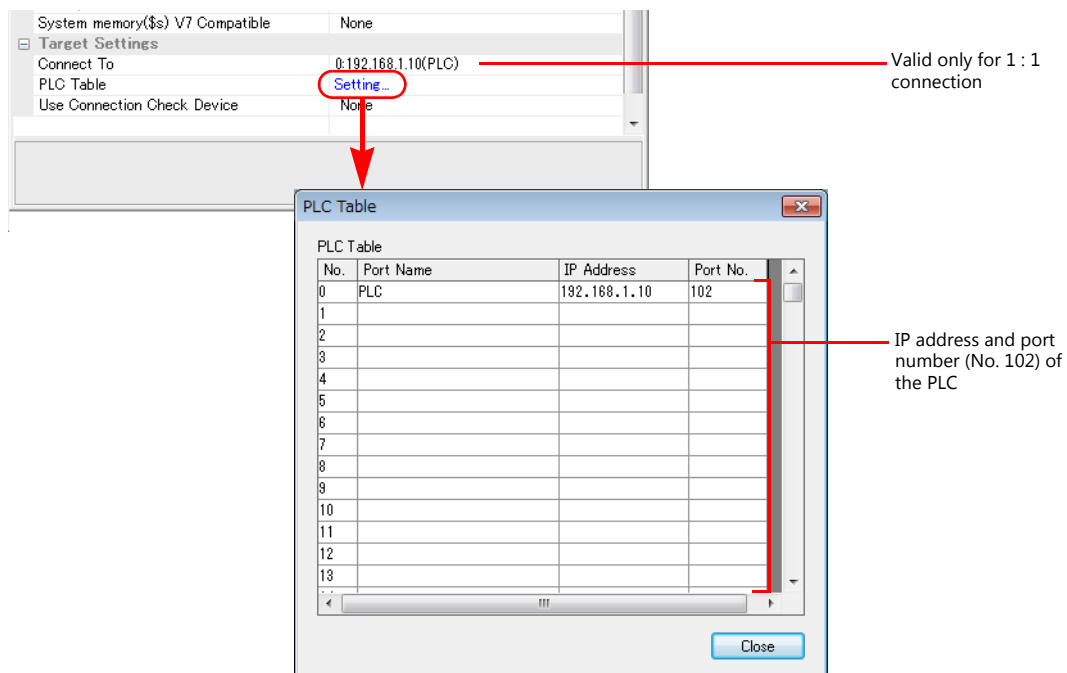 System memory($s) V7 Compatible None
Target Settings
Connect To 0:192.168.1.10(PLC)
Valid only for 1 : 1
connection
PLC Table Setting...
Use Connection Check Device None
PLC Table
PLC Table
No. Port Name IP Address Port No.
0 PLC 192.168.1.10 102
1
2
3
IP address and port
number (No. 102) of
the PLC
4
5
6
7
8
9
10
11
12
13
Close